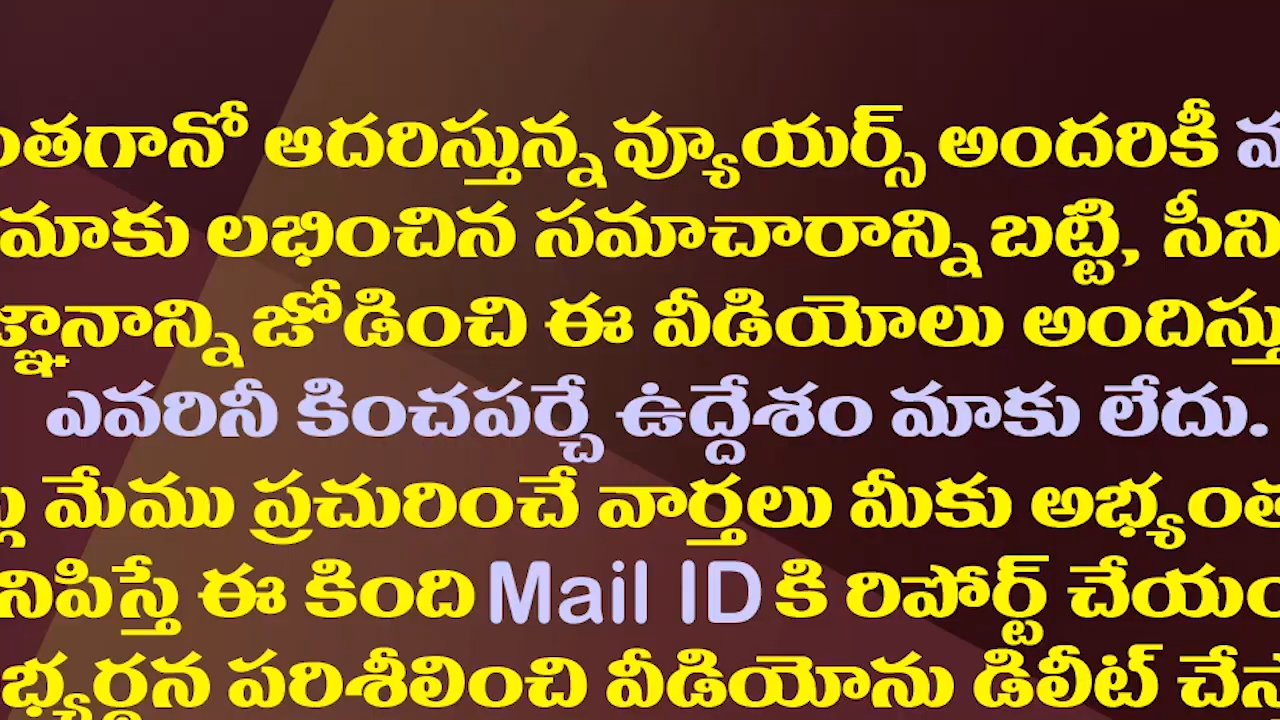 ంతగానో ఆదరిస్తున్న వ్యూయర్స్ అందరికీ
మాకు లభించిన సమాచారాన్ని బట్టి, సీని
జ్ఞానాన్ని జోడించి ఈ వీడియోలు అందిస్తు
ఎవరినీ కించపర్చే ఉద్దేశం మాకు లేదు.
మేము ప్రచురించే వార్తలు మీకు అభ్యంత
నిపిస్తే ఈ కింది Mail ID కి రిపోర్ట్ చేయం
భ్యర్థన పరిశీలించి వీడియోను డిలీట్ చేస